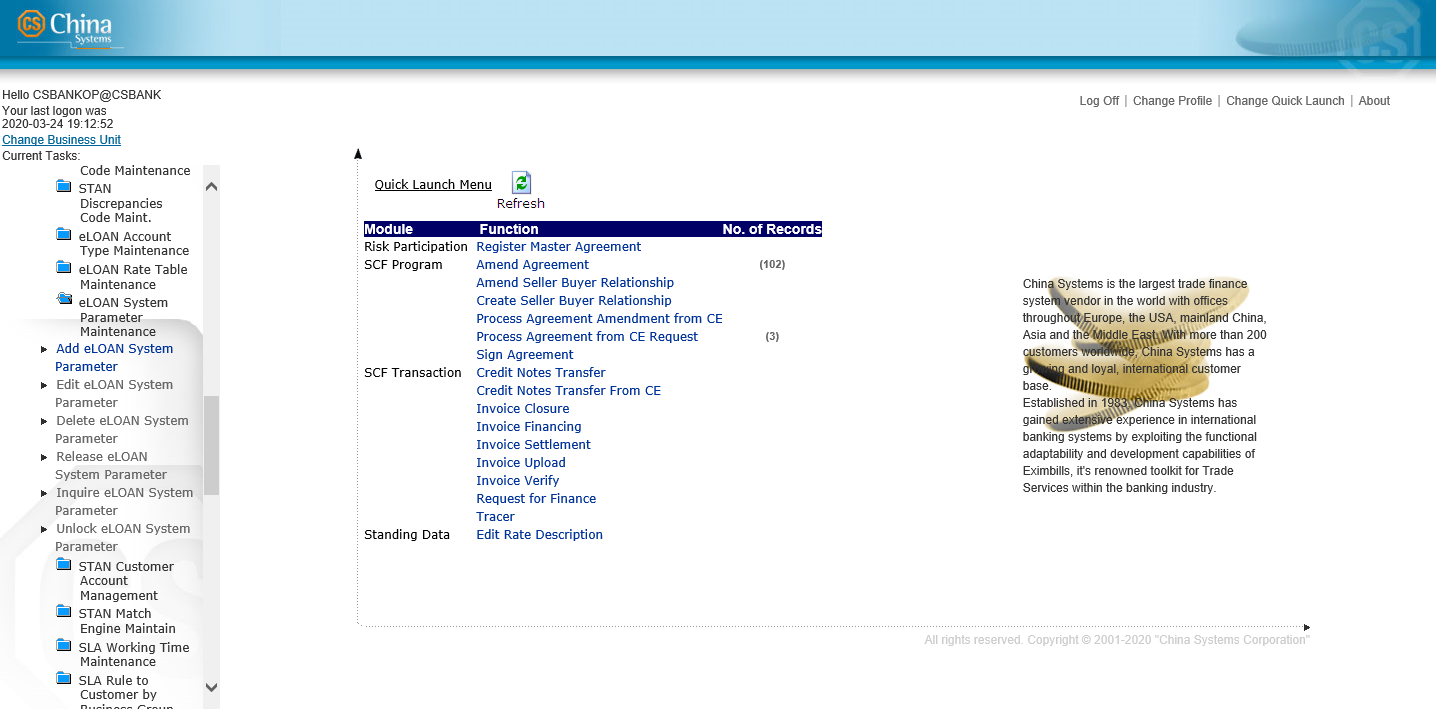 CS China Systems
Hello CSBANKOP@CSBANK
Your last logon was
2020-03-24 19:12:52
Change Business Unit
Current Tasks:
Code Maintenance
STAN
Discrepancies
Code Maint.
eLOAN Account
Type Maintenance
eLOAN Rate Table
Maintenance
eLOAN System
Parameter
Maintenance
Add eLOAN System
Parameter
Edit eLOAN System
Parameter
Delete eLOAN System
Parameter
Release eLOAN
System Parameter
Inquire eLOAN System
Parameter
Unlock eLOAN System
Parameter
STAN Customer
Account
Management
STAN Match
Engine Maintain
SLA Working Time
Maintenance
SLA Rule to
Customer by
Business Group
Log Off | Change Profile | Change Quick Launch | About
Quick Launch Menu
Refresh
Module Function No. of Records
Risk Participation Register Master Agreement
SCF Program Amend Agreement (102)
Amend Seller Buyer Relationship
Create Seller Buyer Relationship
Process Agreement Amendment from CE
Process Agreement from CE Request (3)
Sign Agreement
SCF Transaction Credit Notes Transfer
Credit Notes Transfer From CE
Invoice Closure
Invoice Financing
Invoice Settlement
Invoice Upload
Invoice Verify
Request for Finance
Tracer
Standing Data Edit Rate Description
China Systems is the largest trade finance
system vendor in the world with offices
throughout Europe, the USA, mainland China,
Asia and the Middle East. With more than 200
customers worldwide, China Systems has a
growing and loyal, international customer
base.
Established in 1983, China Systems has
gained extensive experience in international
banking systems by exploiting the functional
adaptability and development capabilities of
Eximbills, it's renowned toolkit for Trade
Services within the banking industry.
All rights reserved. Copyright © 2001-2020 "China Systems Corporation"